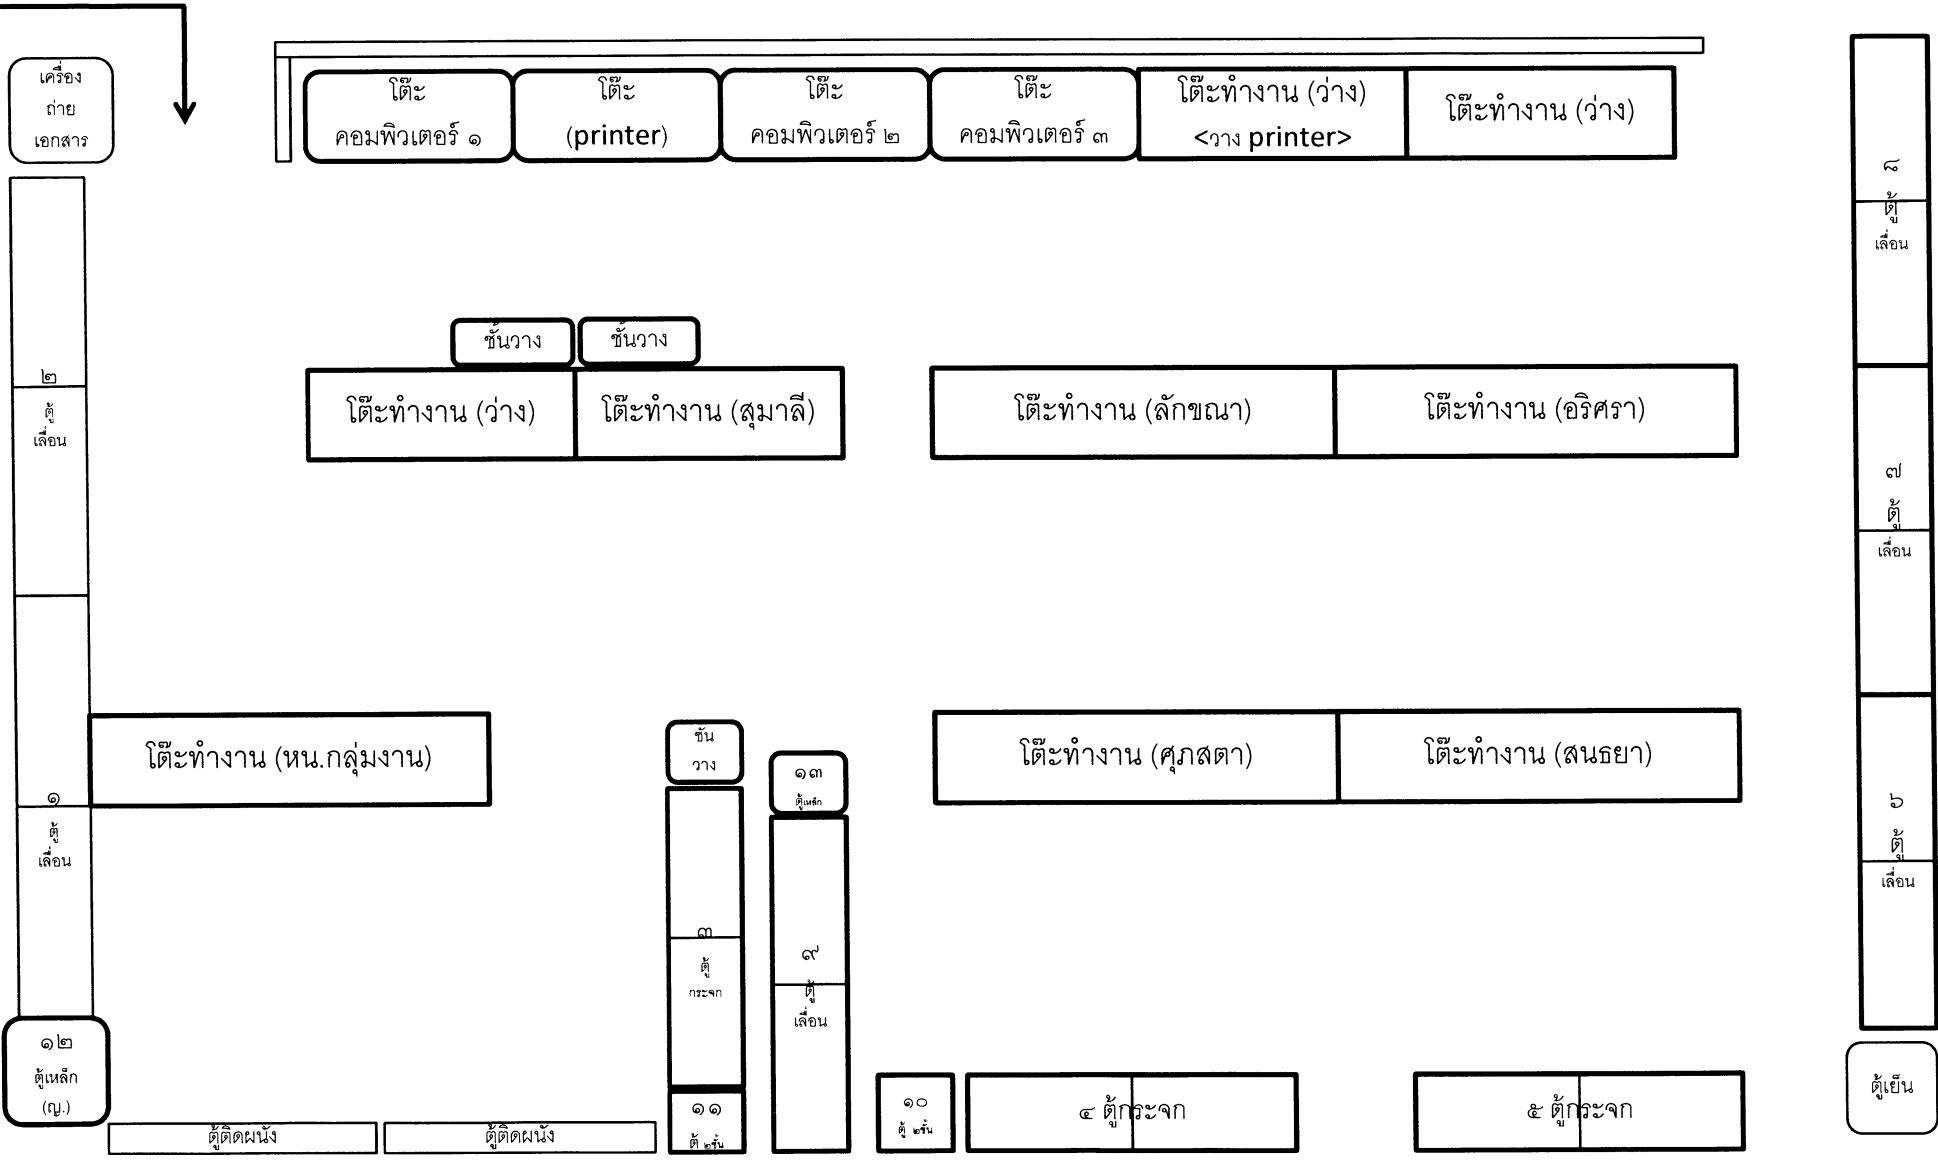 เครื่อง
ถ่าย
เอกสาร
โต๊ะ
คอมพิวเตอร์ ๑
โต๊ะ
(printer)
โต๊ะ
คอมพิวเตอร์ ๒
โต๊ะ
คอมพิวเตอร์ ๓
โต๊ะทำงาน (ว่าง)
<วาง printer>
โต๊ะทำงาน (ว่าง)
๘
ตู้
เลื่อน
ชั้นวาง
ชั้นวาง
๒
ตู้
เลื่อน
โต๊ะทำงาน (ว่าง)
โต๊ะทำงาน (สุมาลี)
โต๊ะทำงาน (ลักขณา)
โต๊ะทำงาน (อริศรา)
๗
ตู้
เลื่อน
โต๊ะทำงาน (หน.กลุ่มงาน)
ชั้น
วาง
๑๓
ตู้เหล็ก
โต๊ะทำงาน (ศุภสตา)
โต๊ะทำงาน (สนธยา)
๑
ตู้
เลื่อน
๖
ตู้
เลื่อน
๓
ตู้
กระจก
๙
ตู้
เลื่อน
๑๒
ตู้เหล็ก
(ญ.)
ตู้ติดผนัง
ตู้ติดผนัง
๑๑
ตู้ ๒ชั้น
๑๐
ตู้ ๒ชั้น
๔ ตู้กระจก
๕ ตู้กระจก
ตู้เย็น